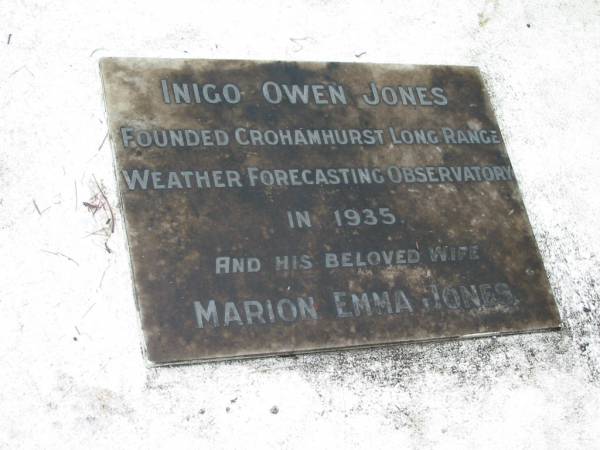 INIGO OWEN JONES
FOUNDED CROHAMHURST LONG RANGE
WEATHER FORECASTING OBSERVATORY
IN 1935.
AND HIS BELOVED WIFE
MARION EMMA JONES.